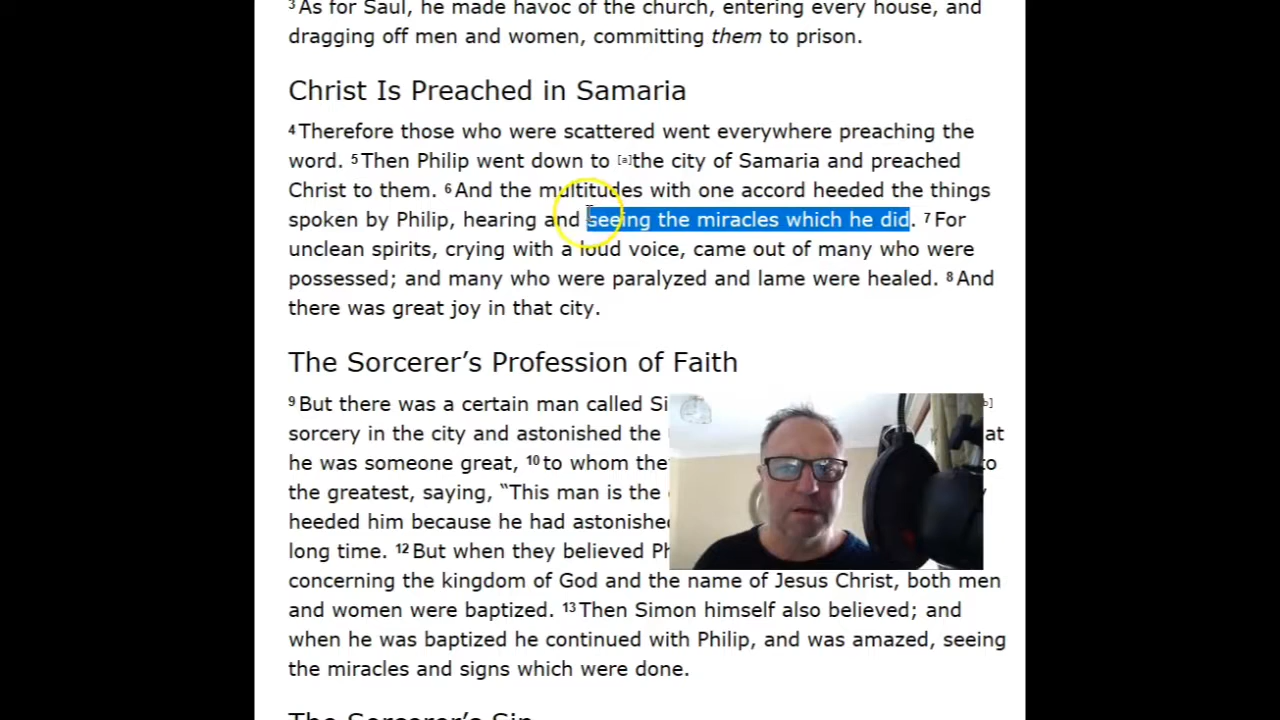 3 As for Saul, he made havoc of the church, entering every house, and
dragging off men and women, committing them to prison.
Christ Is Preached in Samaria
4 Therefore those who were scattered went everywhere preaching the
word. 5 Then Philip went down to [a]the city of Samaria and preached
Christ to them. 6 And the multitudes with one accord heeded the things
spoken by Philip, hearing and seeing the miracles which he did. 7 For
unclean spirits, crying with a loud voice, came out of many who were
possessed; and many who were paralyzed and lame were healed. 8 And
there was great joy in that city.
The Sorcerer’s Profession of Faith
9 But there was a certain man called Si b]
sorcery in the city and astonished the at
he was someone great, 10 to whom the o
the greatest, saying, “This man is the
heeded him because he had astonished
long time. 12 But when they believed Ph
concerning the kingdom of God and the name of Jesus Christ, both men
and women were baptized. 13 Then Simon himself also believed; and
when he was baptized he continued with Philip, and was amazed, seeing
the miracles and signs which were done.
The Sorcerer’s Sin